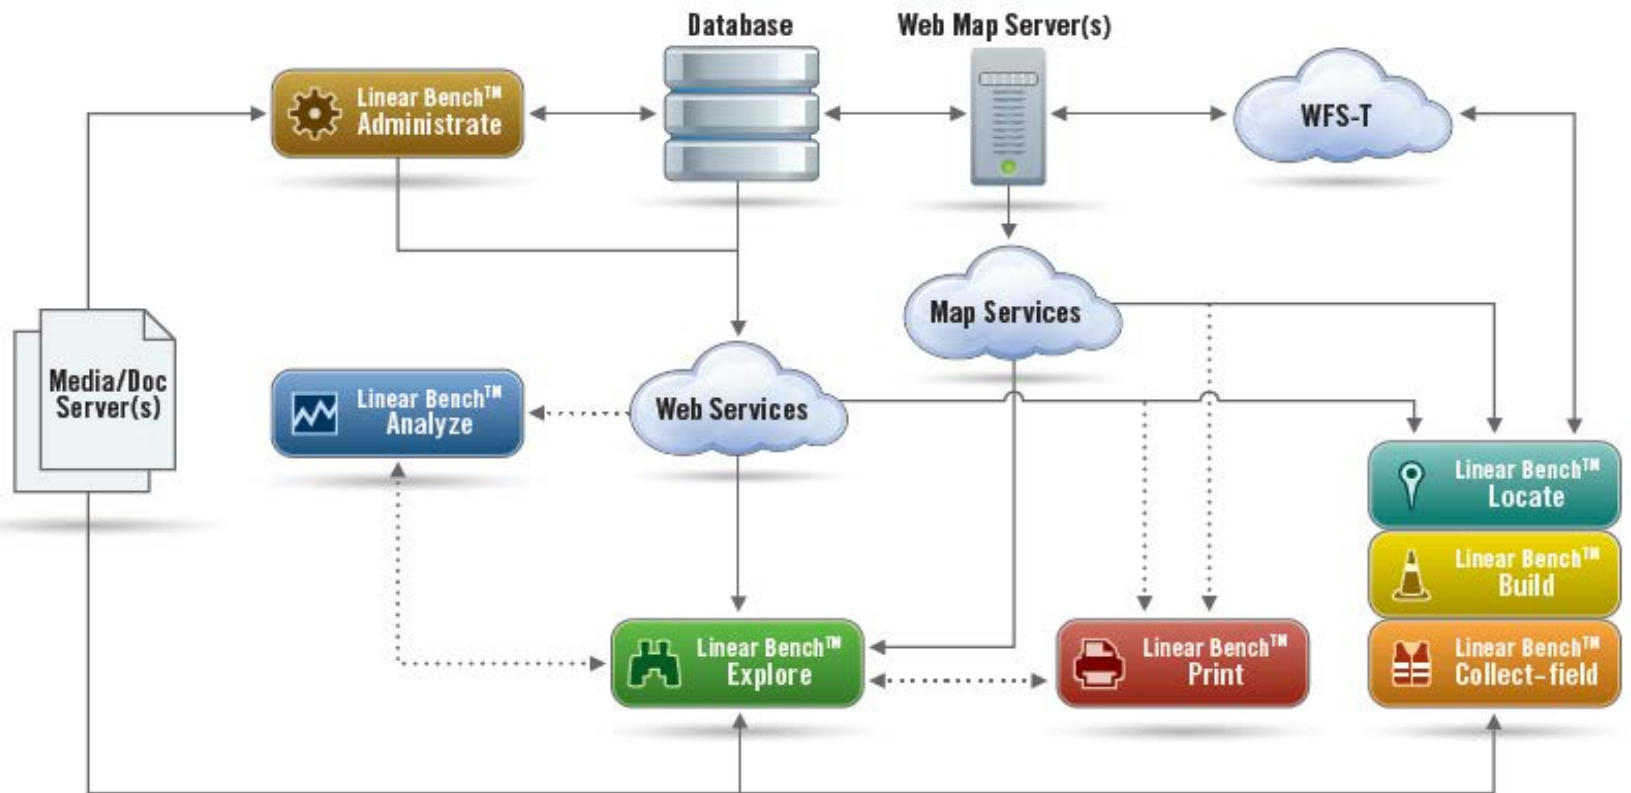 Database
Web Map Server(s)
Linear Bench™
Administrate
WFS-T
Map Services
Media/Doc
Server(s)
Linear Bench™
Analyze
Web Services
Linear Bench™
Locate
Linear Bench™
Build
Linear Bench™
Explore
Linear Bench™
Print
Linear Bench™
Collect-field